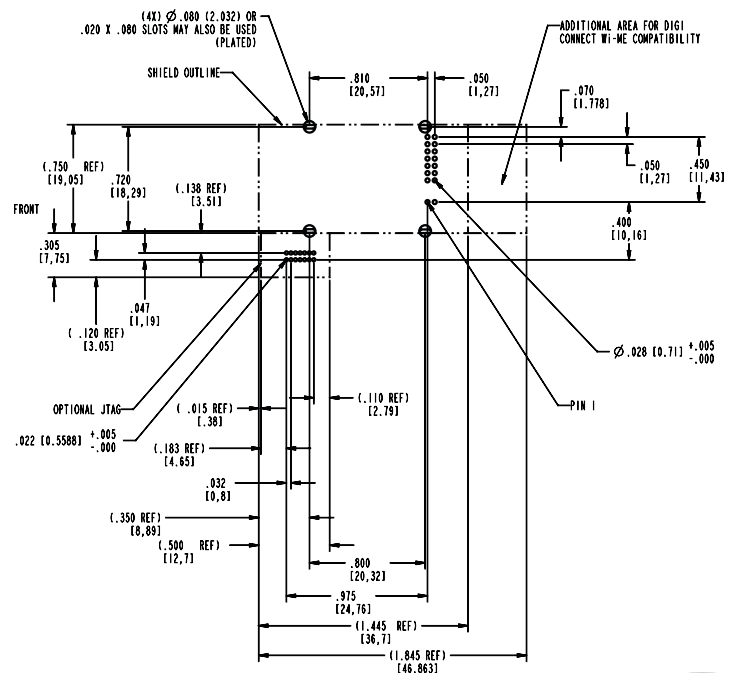 (4X) Ø .080 (2.032) OR
.020 X .080 SLOTS MAY ALSO BE USED
(PLATED)
ADDITIONAL AREA FOR DIGI
CONNECT Wi-ME COMPATIBILITY
SHIELD OUTLINE
.810
[20,57]
.050
[1,27]
.070
[1.778]
(.750 REF)
[19,05]
.720
[18,29]
(.138 REF)
[3.51]
.050
[1,27]
.450
[11,43]
FRONT
.305
[7,75]
.400
[10,16]
.047
[1,19]
( .120 REF)
[3.05]
Ø .028 [0.71] +.005
-.000
OPTIONAL JTAG
( .015 REF)
[.38]
(.110 REF)
[2.79]
PIN 1
.022 [0.5588] +.005
-.000
(.183 REF)
[4.65]
.032
[0,8]
(.350 REF)
[8,89]
(.500 REF)
[12,7]
.800
[20,32]
.975
[24,76]
(1.445 REF)
[36,7]
(1.845 REF)
[46,863]